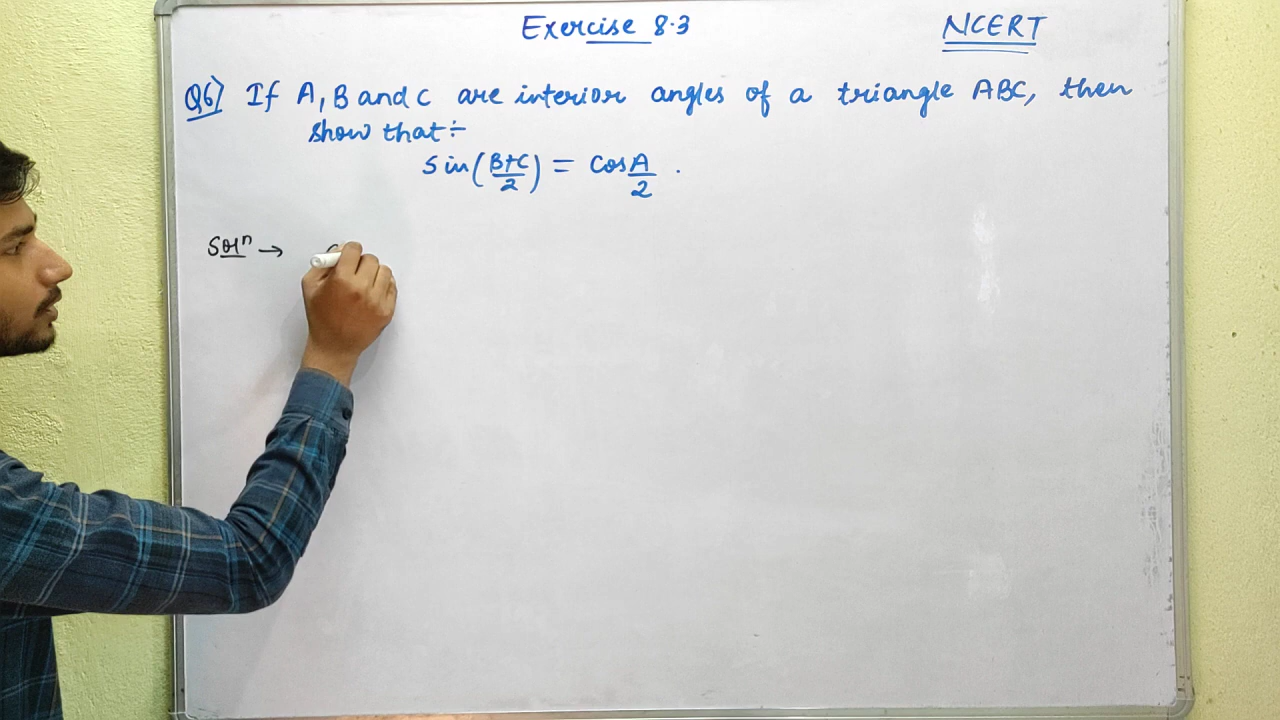 Exercise 8.3 NCERT
Q6] If A, B and C are interior angles of a triangle ABC, then
show that:-
Sin(B+C/2) = Cos A/2 .
Solⁿ →